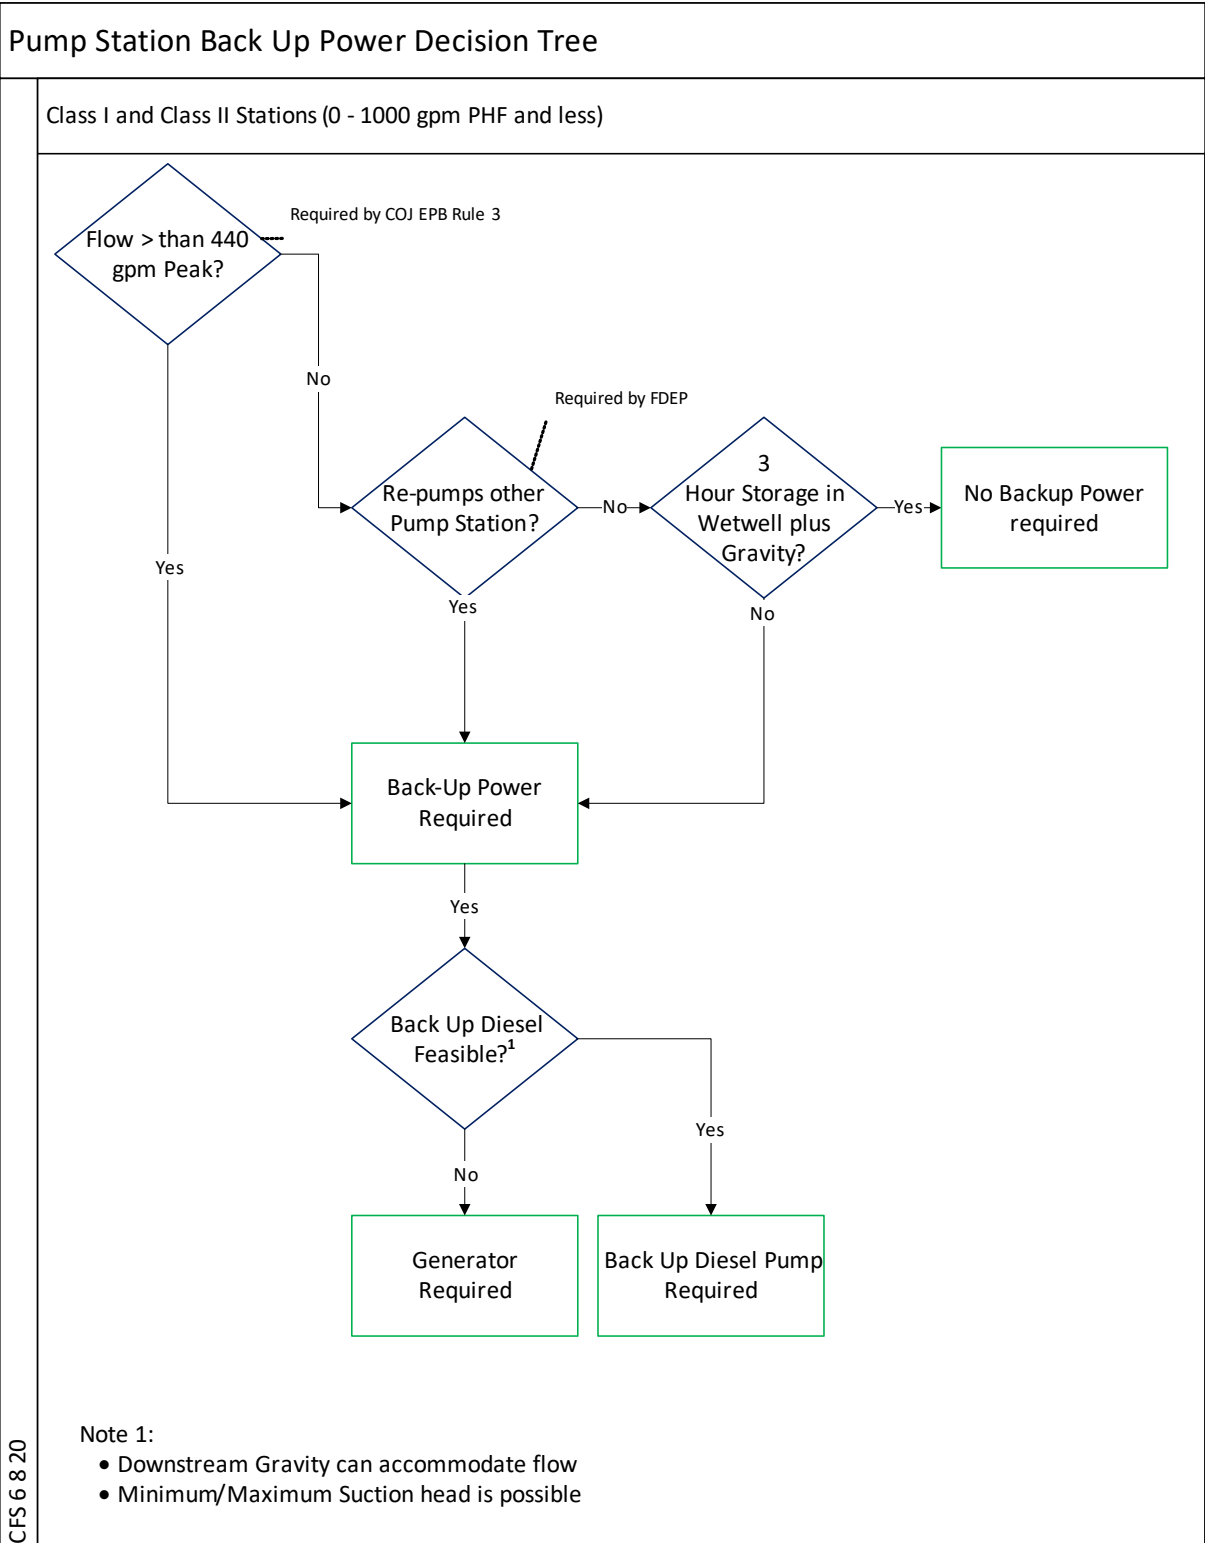 Pump Station Back Up Power Decision Tree
Class I and Class II Stations (0 - 1000 gpm PHF and less)
Required by COJ EPB Rule 3
Flow > than 440
gpm Peak?
No
Required by FDEP
Re-pumps other
Pump Station?
No
3
Hour Storage in
Wetwell plus
Gravity?
Yes
No Backup Power
required
Yes
Yes
No
Back-Up Power
Required
Yes
Back Up Diesel
Feasible?¹
Yes
No
Generator
Required
Back Up Diesel Pump
Required
Note 1:
• Downstream Gravity can accommodate flow
• Minimum/Maximum Suction head is possible
CFS 6 8 20